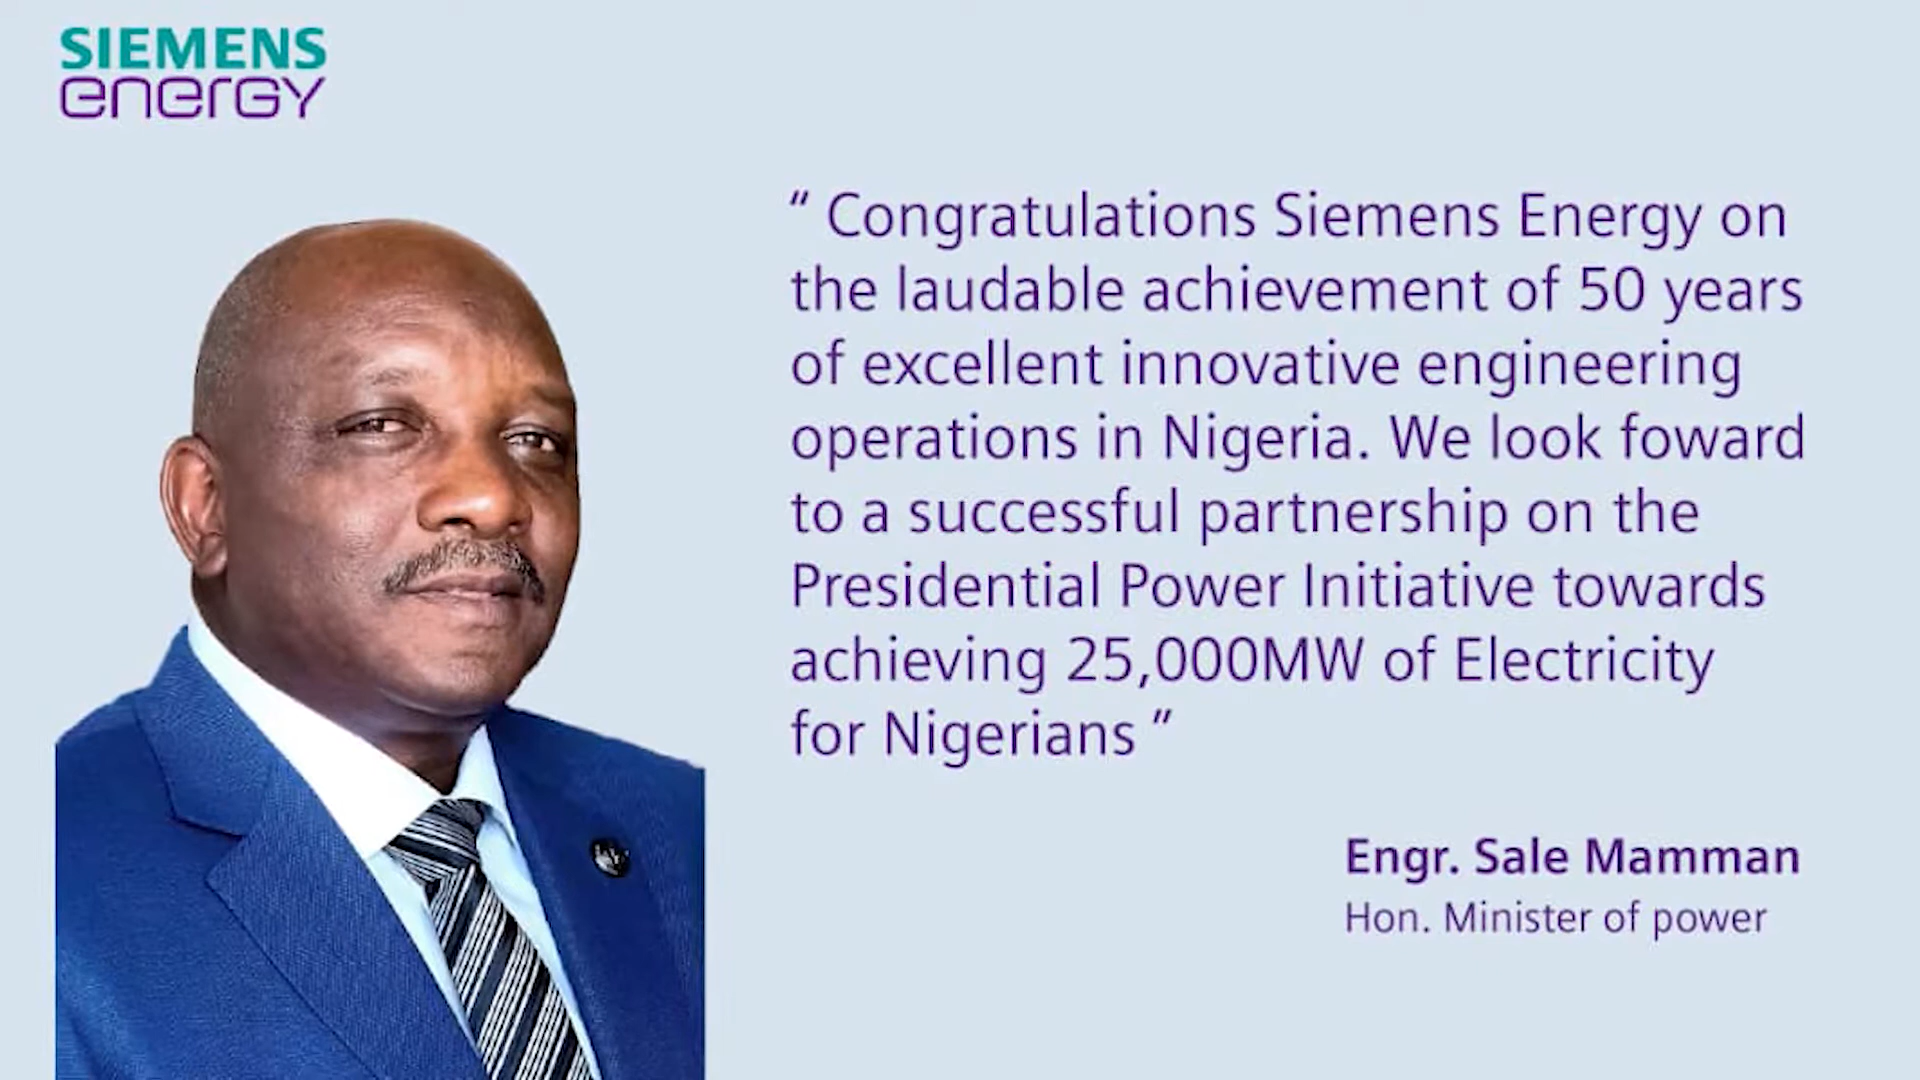 SIEMENS
energy
“ Congratulations Siemens Energy on
the laudable achievement of 50 years
of excellent innovative engineering
operations in Nigeria. We look foward
to a successful partnership on the
Presidential Power Initiative towards
achieving 25,000MW of Electricity
for Nigerians ”
Engr. Sale Mamman
Hon. Minister of power